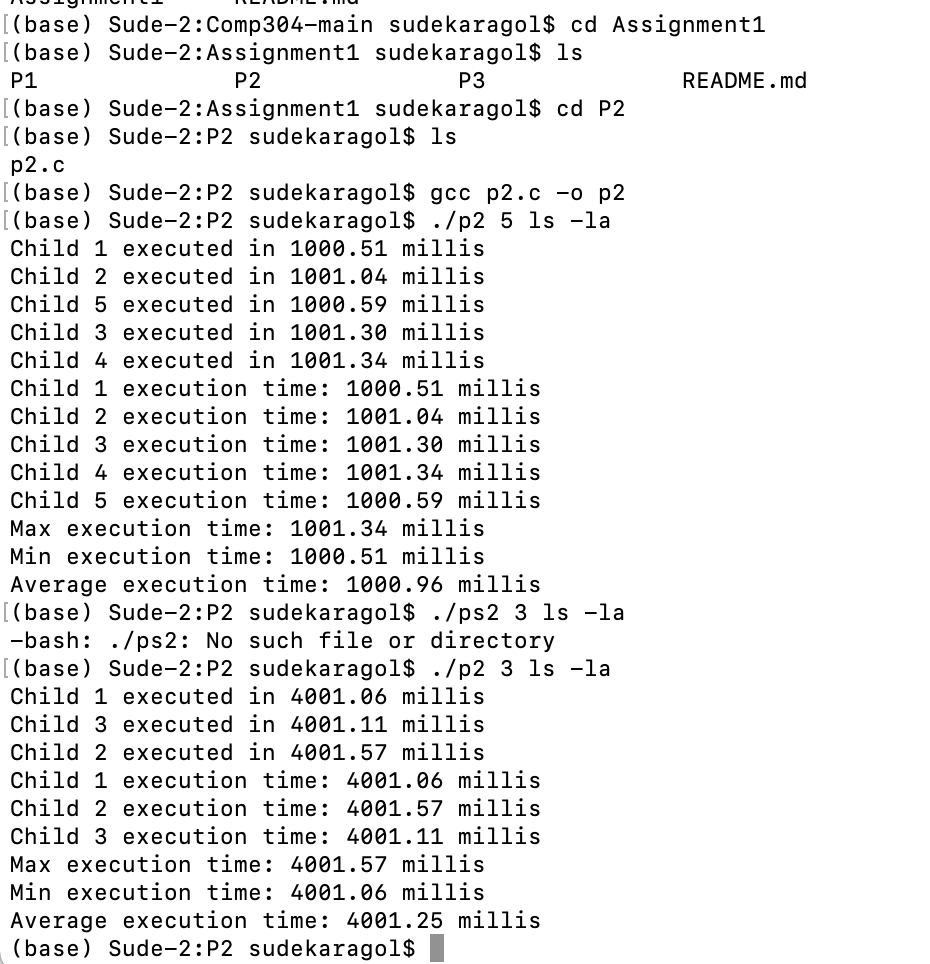 Assignment1     README.md
[(base) Sude-2:Comp304-main sudekaragol$ cd Assignment1
[(base) Sude-2:Assignment1 sudekaragol$ ls
P1              P2              P3              README.md
[(base) Sude-2:Assignment1 sudekaragol$ cd P2
[(base) Sude-2:P2 sudekaragol$ ls
p2.c
[(base) Sude-2:P2 sudekaragol$ gcc p2.c -o p2
[(base) Sude-2:P2 sudekaragol$ ./p2 5 ls -la
Child 1 executed in 1000.51 millis
Child 2 executed in 1001.04 millis
Child 5 executed in 1000.59 millis
Child 3 executed in 1001.30 millis
Child 4 executed in 1001.34 millis
Child 1 execution time: 1000.51 millis
Child 2 execution time: 1001.04 millis
Child 3 execution time: 1001.30 millis
Child 4 execution time: 1001.34 millis
Child 5 execution time: 1000.59 millis
Max execution time: 1001.34 millis
Min execution time: 1000.51 millis
Average execution time: 1000.96 millis
[(base) Sude-2:P2 sudekaragol$ ./ps2 3 ls -la
-bash: ./ps2: No such file or directory
[(base) Sude-2:P2 sudekaragol$ ./p2 3 ls -la
Child 1 executed in 4001.06 millis
Child 3 executed in 4001.11 millis
Child 2 executed in 4001.57 millis
Child 1 execution time: 4001.06 millis
Child 2 execution time: 4001.57 millis
Child 3 execution time: 4001.11 millis
Max execution time: 4001.57 millis
Min execution time: 4001.06 millis
Average execution time: 4001.25 millis
(base) Sude-2:P2 sudekaragol$